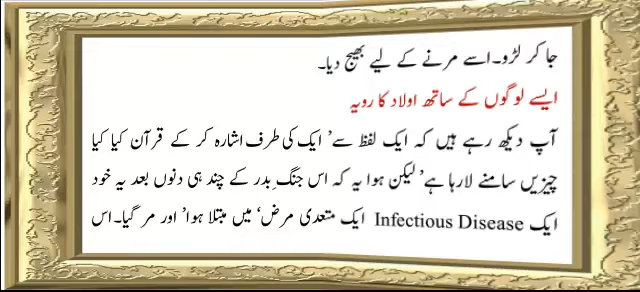 جا کر لڑو۔اسے مرنے کے لیے بھیج دیا۔
ایسے لوگوں کے ساتھ اولاد کا رویہ
آپ دیکھ رہے ہیں کہ ایک لفظ سے’ ایک کی طرف اشارہ کر کے قرآن کیا کیا
چیزیں سامنے لارہا ہے’ لیکن ہوا یہ کہ اس جنگِ بدر کے چند ہی دنوں بعد یہ خود
ایک Infectious Disease ایک متعدی مرض‘ میں مبتلا ہوا’ اور مر گیا۔اس